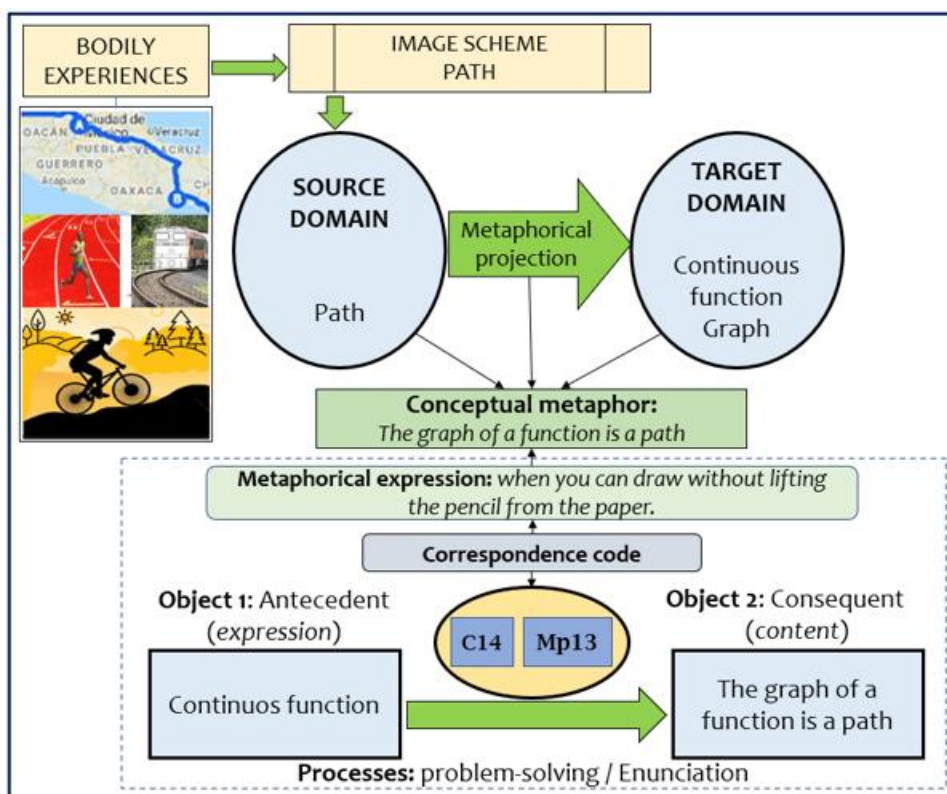 BODILY
EXPERIENCES
IMAGE SCHEME
PATH
Ciudad de
México
Veracruz
OACÁN
PUEBLA
VERACRUZ
GUERRERO
Acapulco
OAXACA
CH
A
SOURCE
DOMAIN
Path
Metaphorical
projection
TARGET
DOMAIN
Continuous
function
Graph
Conceptual metaphor:
The graph of a function is a path
Metaphorical expression: when you can draw without lifting
the pencil from the paper.
Correspondence code
Object 1: Antecedent
(expression)
C14
Mp13
Object 2: Consequent
(content)
Continuos function
The graph of a
function is a path
Processes: problem-solving / Enunciation